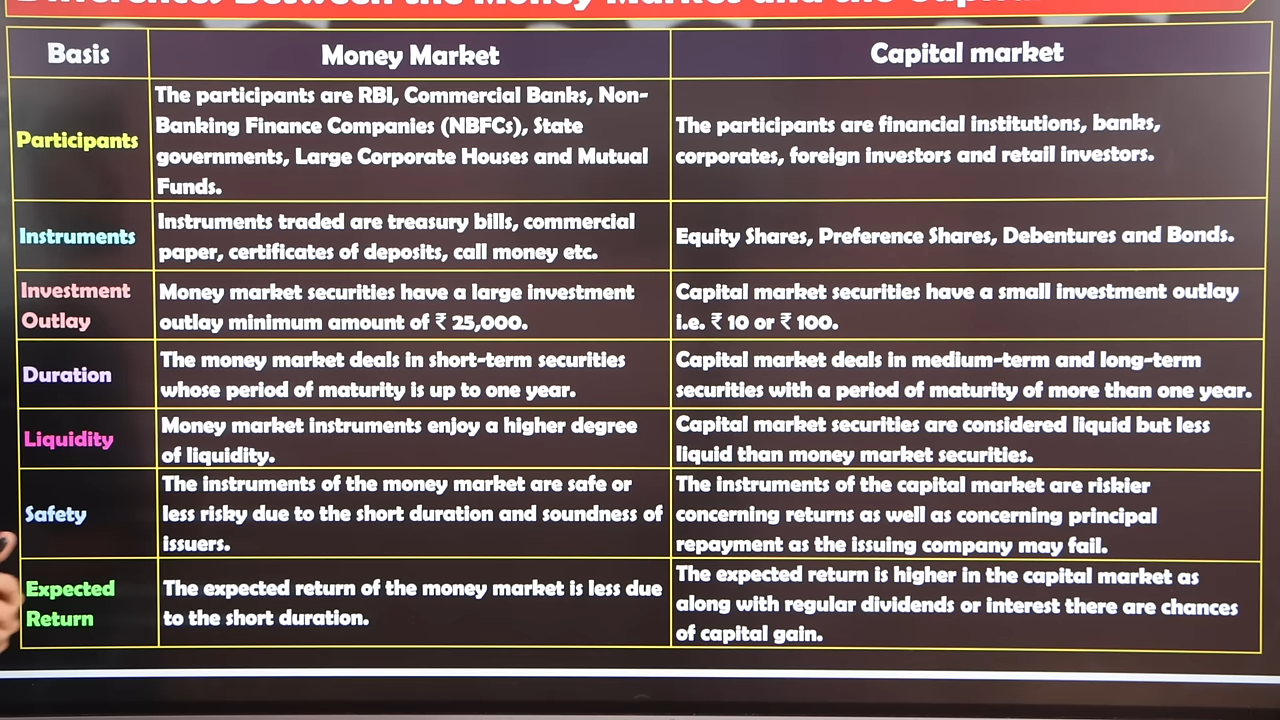 Differences Between the Money Market and the Capital
Basis
Money Market
Capital market
Participants
The participants are RBI, Commercial Banks, Non-
Banking Finance Companies (NBFCs), State
governments, Large Corporate Houses and Mutual
Funds.
The participants are financial institutions, banks,
corporates, foreign investors and retail investors.
Instruments
Instruments traded are treasury bills, commercial
paper, certificates of deposits, call money etc.
Equity Shares, Preference Shares, Debentures and Bonds.
Investment
Outlay
Money market securities have a large investment
outlay minimum amount of ₹ 25,000.
Capital market securities have a small investment outlay
i.e. ₹ 10 or ₹ 100.
Duration
The money market deals in short-term securities
whose period of maturity is up to one year.
Capital market deals in medium-term and long-term
securities with a period of maturity of more than one year.
Liquidity
Money market instruments enjoy a higher degree
of liquidity.
Capital market securities are considered liquid but less
liquid than money market securities.
Safety
The instruments of the money market are safe or
less risky due to the short duration and soundness of
issuers.
The instruments of the capital market are riskier
concerning returns as well as concerning principal
repayment as the issuing company may fail.
Expected
Return
The expected return of the money market is less due
to the short duration.
The expected return is higher in the capital market as
along with regular dividends or interest there are chances
of capital gain.